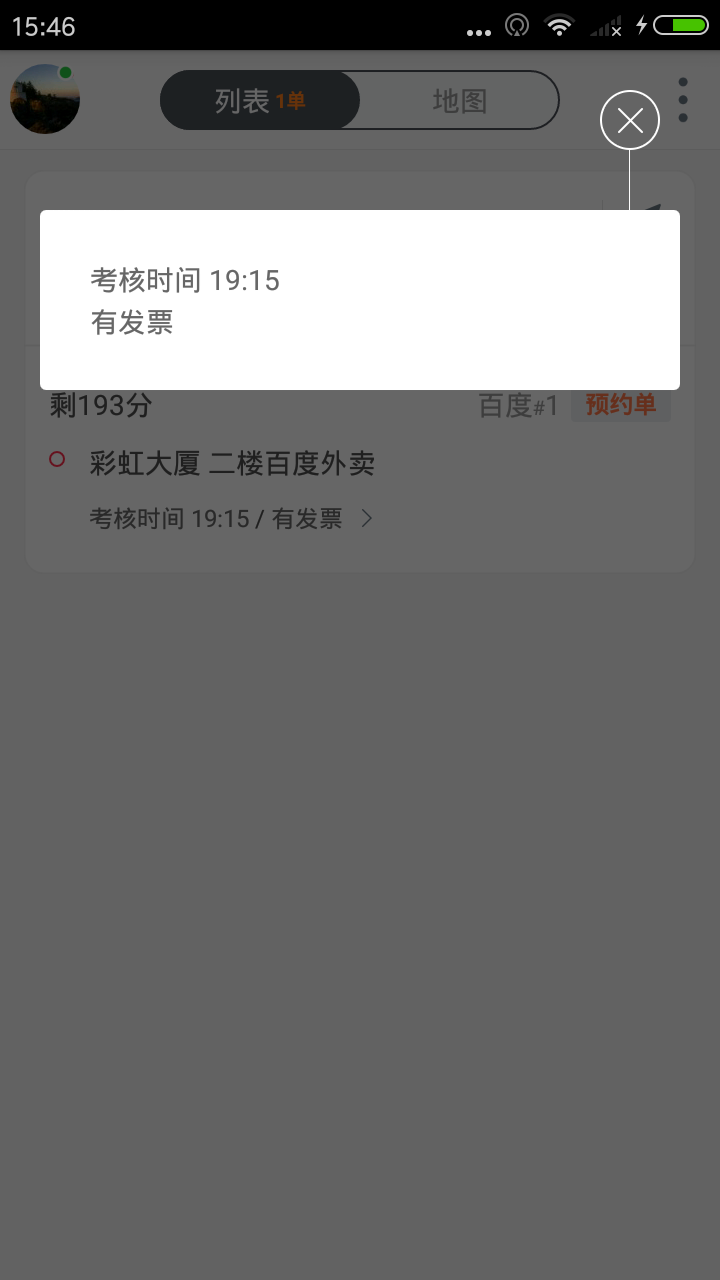 15:46
列表 1单
地图
考核时间 19:15
有发票
剩193分
百度#1 预约单
彩虹大厦 二楼百度外卖
考核时间 19:15 / 有发票